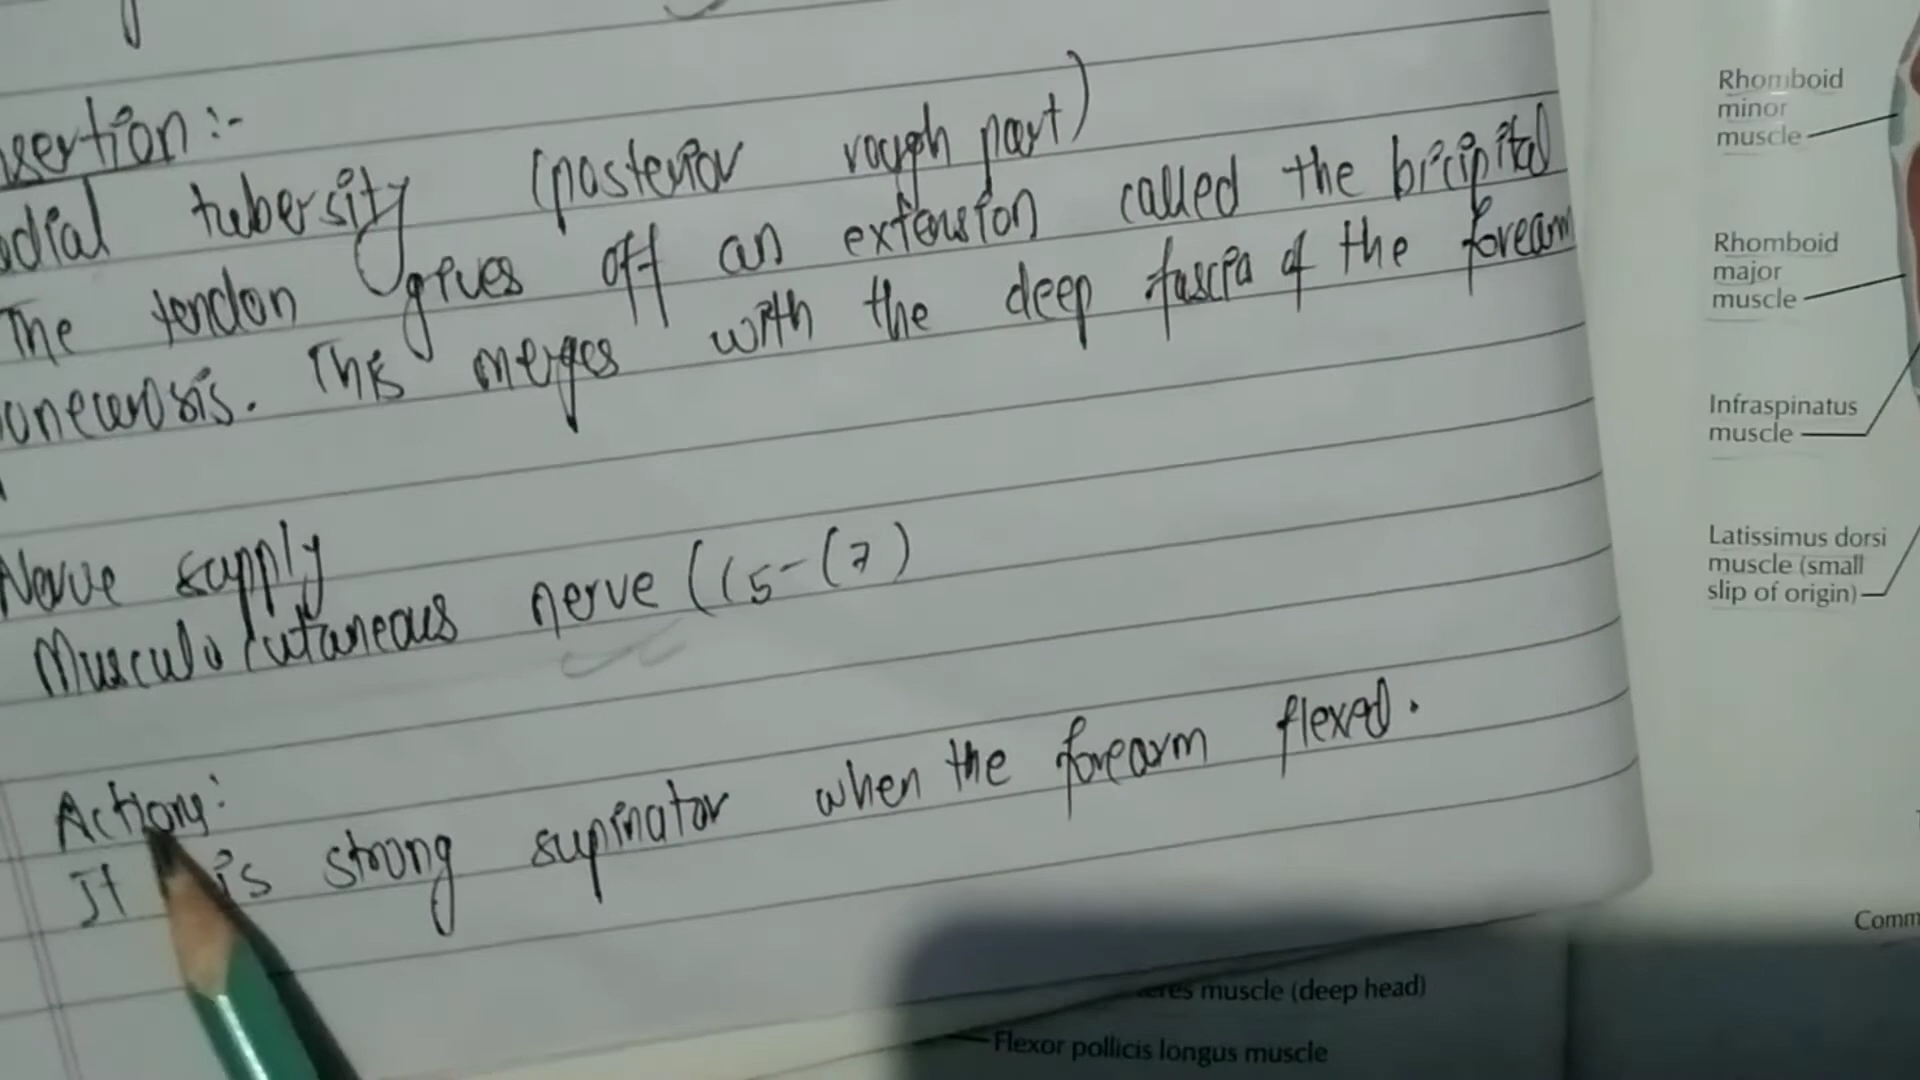 sertion :-
adial tubersity (posterior rough part)
The tendon gives off an extension called the bicipital
oneurosis. This merges with the deep fascia of the forearm
Nerve supply
Musculocutaneous nerve (C5-C7)
Actions:
It is strong supinator when the forearm flexed.
Rhomboid
minor
muscle
Rhomboid
major
muscle
Infraspinatus
muscle
Latissimus dorsi
muscle (small
slip of origin)
Comm
eres muscle (deep head)
Flexor pollicis longus muscle